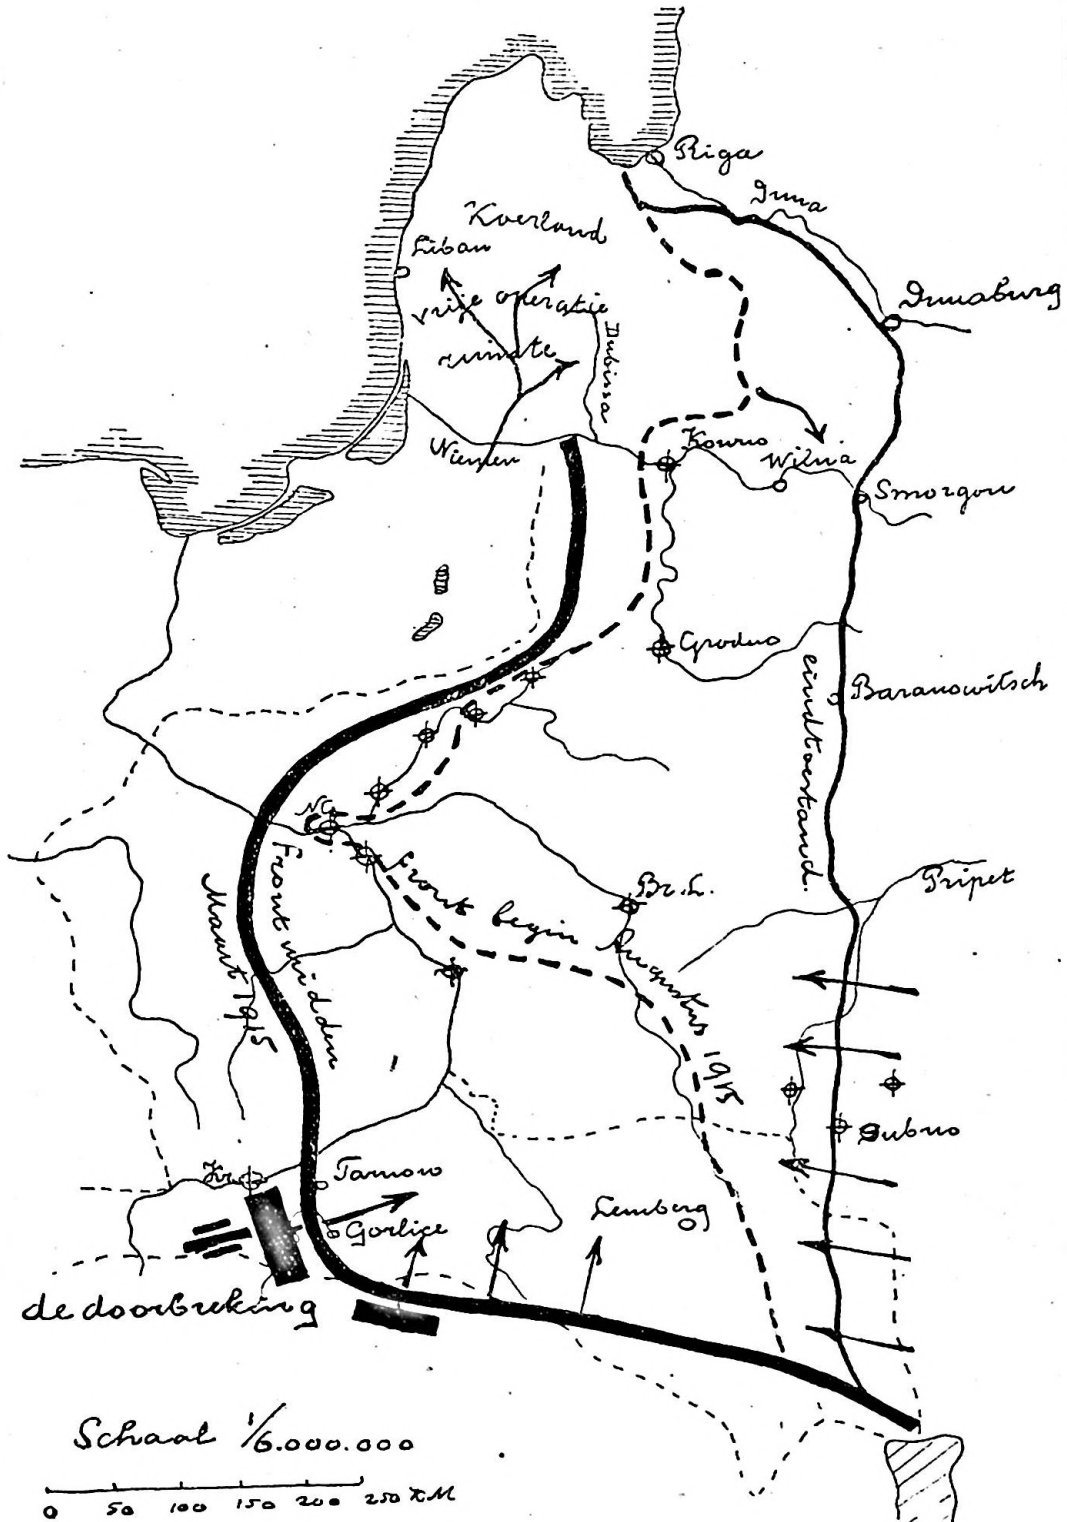 Riga
Duna
Koerland
Libau
Dunaburg
vrije operatie
ruimte
Dubissa
Niemen
Kowno
Wilna
Smorgon
Grodno
Baranowitsch
eindtoestand.
N.G.
Front midden
Maart 1915
Front begin Augustus 1915
Br.L.
Pripet
Dubno
Kr.
Tarnow
Gorlice
Lemberg
de doorbreking
Schaal 1/6.000.000
0 50 100 150 200 250 KM